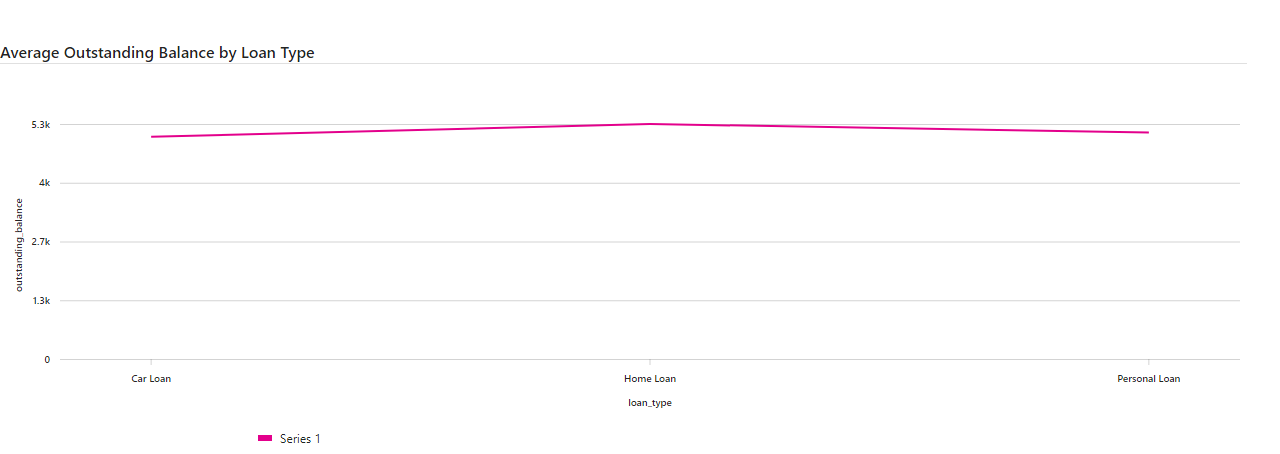 Average Outstanding Balance by Loan Type
5.3k
4k
2.7k
1.3k
0
outstanding_balance
Car Loan
Home Loan
Personal Loan
loan_type
Series 1